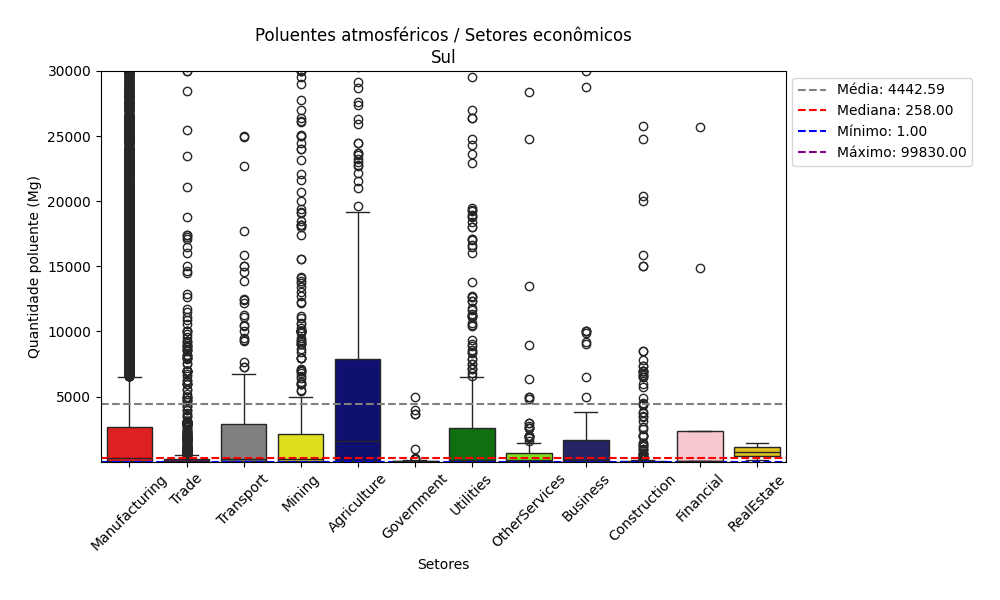 Poluentes atmosféricos / Setores econômicos
Sul
Quantidade poluente (Mg)
30000
25000
20000
15000
10000
5000
Manufacturing
Trade
Transport
Mining
Agriculture
Government
Utilities
OtherServices
Business
Construction
Financial
RealEstate
Setores
Média: 4442.59
Mediana: 258.00
Mínimo: 1.00
Máximo: 99830.00